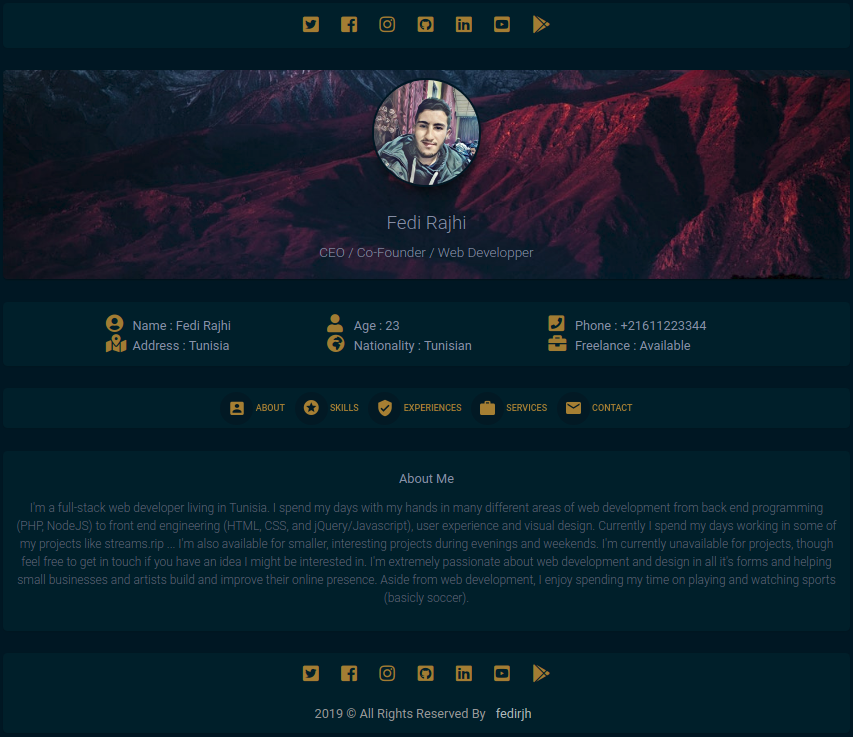 Fedi Rajhi
CEO / Co-Founder / Web Developper
Name : Fedi Rajhi
Age : 23
Phone : +21611223344
Address : Tunisia
Nationality : Tunisian
Freelance : Available
ABOUT
SKILLS
EXPERIENCES
SERVICES
CONTACT
About Me
I'm a full-stack web developer living in Tunisia. I spend my days with my hands in many different areas of web development from back end programming
(PHP, NodeJS) to front end engineering (HTML, CSS, and jQuery/Javascript), user experience and visual design. Currently I spend my days working in some of
my projects like streams.rip ... I'm also available for smaller, interesting projects during evenings and weekends. I'm currently unavailable for projects, though
feel free to get in touch if you have an idea I might be interested in. I'm extremely passionate about web development and design in all it's forms and helping
small businesses and artists build and improve their online presence. Aside from web development, I enjoy spending my time on playing and watching sports
(basicly soccer).
2019 © All Rights Reserved By fedirjh